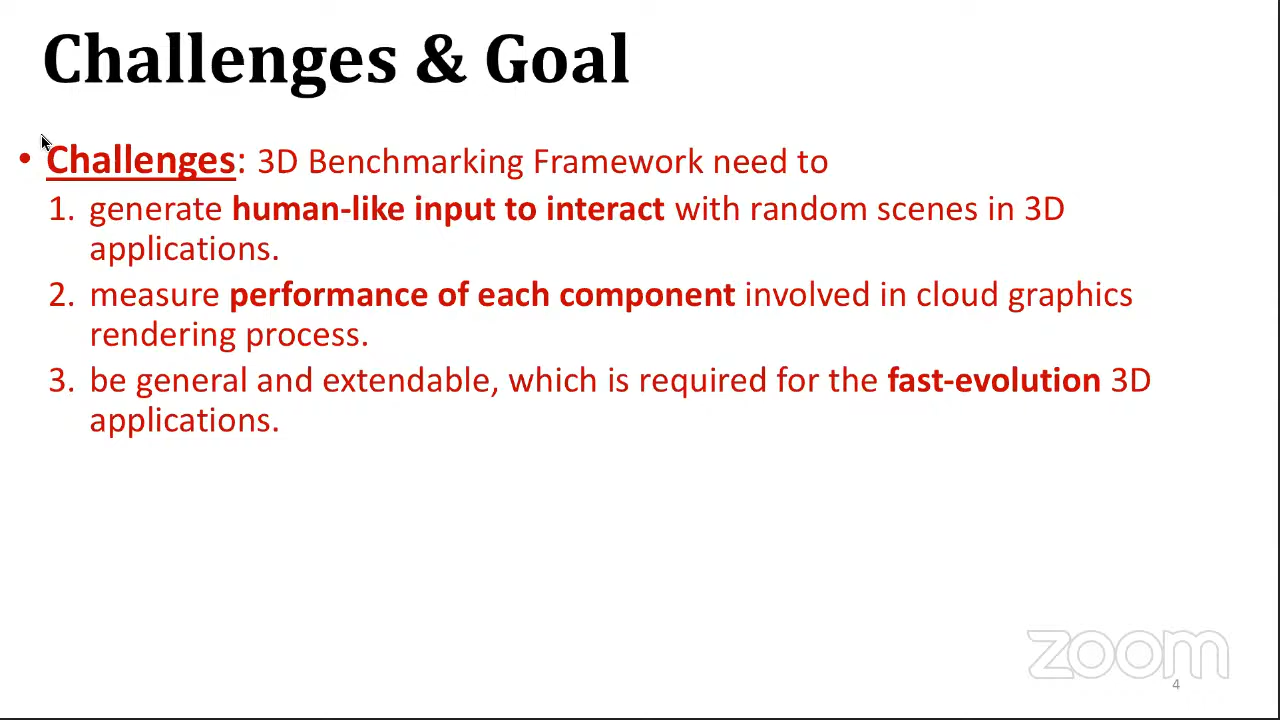 Challenges & Goal
• Challenges: 3D Benchmarking Framework need to
1. generate human-like input to interact with random scenes in 3D
applications.
2. measure performance of each component involved in cloud graphics
rendering process.
3. be general and extendable, which is required for the fast-evolution 3D
applications.
zoom
4